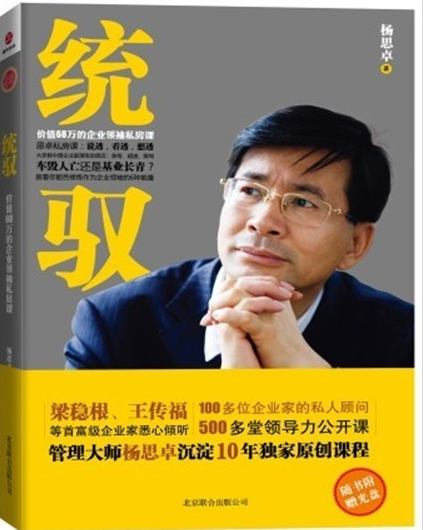 杨思卓
著
统驭
价值68万的企业领袖私房课
思卓私房课：说透，看透，想透
车毁人亡还是基业长青？
统驭
价值68万的企业领袖私房课
杨思卓
梁稳根、王传福
等首富级企业家悉心倾听
100多位企业家的私人顾问
500多堂领导力公开课
管理大师杨思卓沉淀10年独家原创课程
北京联合出版公司
随书附
赠光盘